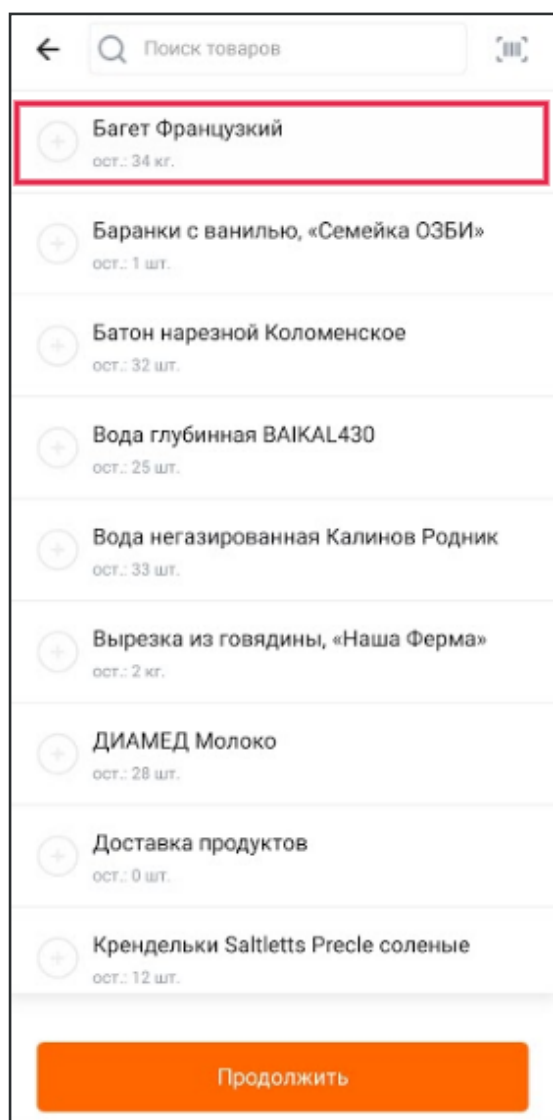 Поиск товаров
Багет Французкий
ост.: 34 кг.
Баранки с ванилью, «Семейка ОЗБИ»
ост.: 1 шт.
Батон нарезной Коломенское
ост.: 32 шт.
Вода глубинная BAIKAL430
ост.: 25 шт.
Вода негазированная Калинов Родник
ост.: 33 шт.
Вырезка из говядины, «Наша Ферма»
ост.: 2 кг.
ДИАМЕД Молоко
ост.: 28 шт.
Доставка продуктов
ост.: 0 шт.
Крендельки Saltletts Precle соленые
ост.: 12 шт.
Продолжить